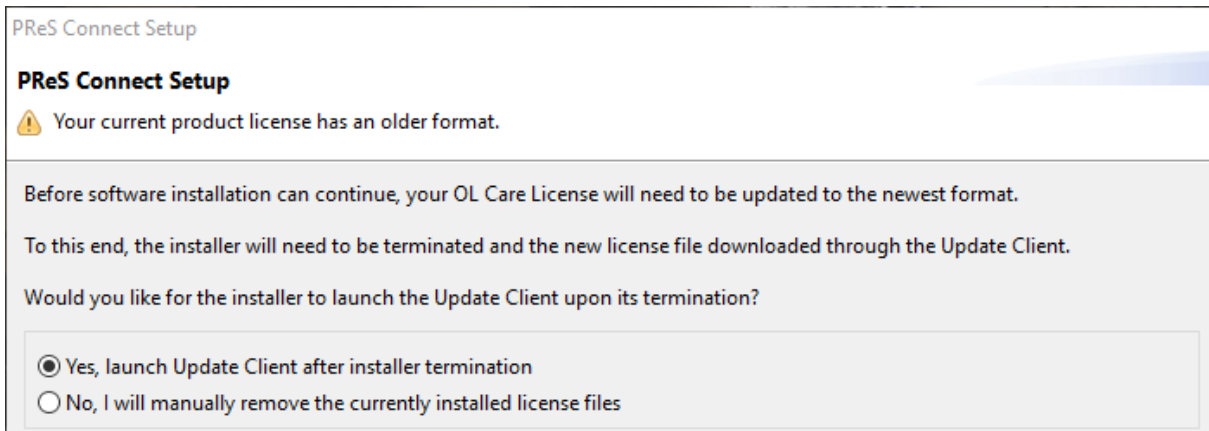 PReS Connect Setup
PReS Connect Setup
Your current product license has an older format.
Before software installation can continue, your OL Care License will need to be updated to the newest format.
To this end, the installer will need to be terminated and the new license file downloaded through the Update Client.
Would you like for the installer to launch the Update Client upon its termination?
Yes, launch Update Client after installer termination
No, I will manually remove the currently installed license files